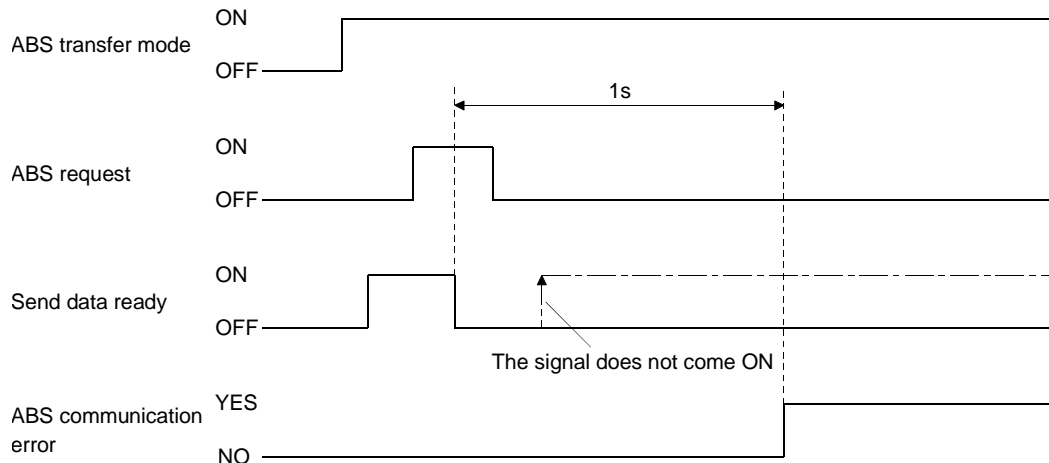 ON
ABS transfer mode
OFF
1s
ON
ABS request
OFF
ON
Send data ready
OFF
The signal does not come ON
YES
ABS communication
error
NO